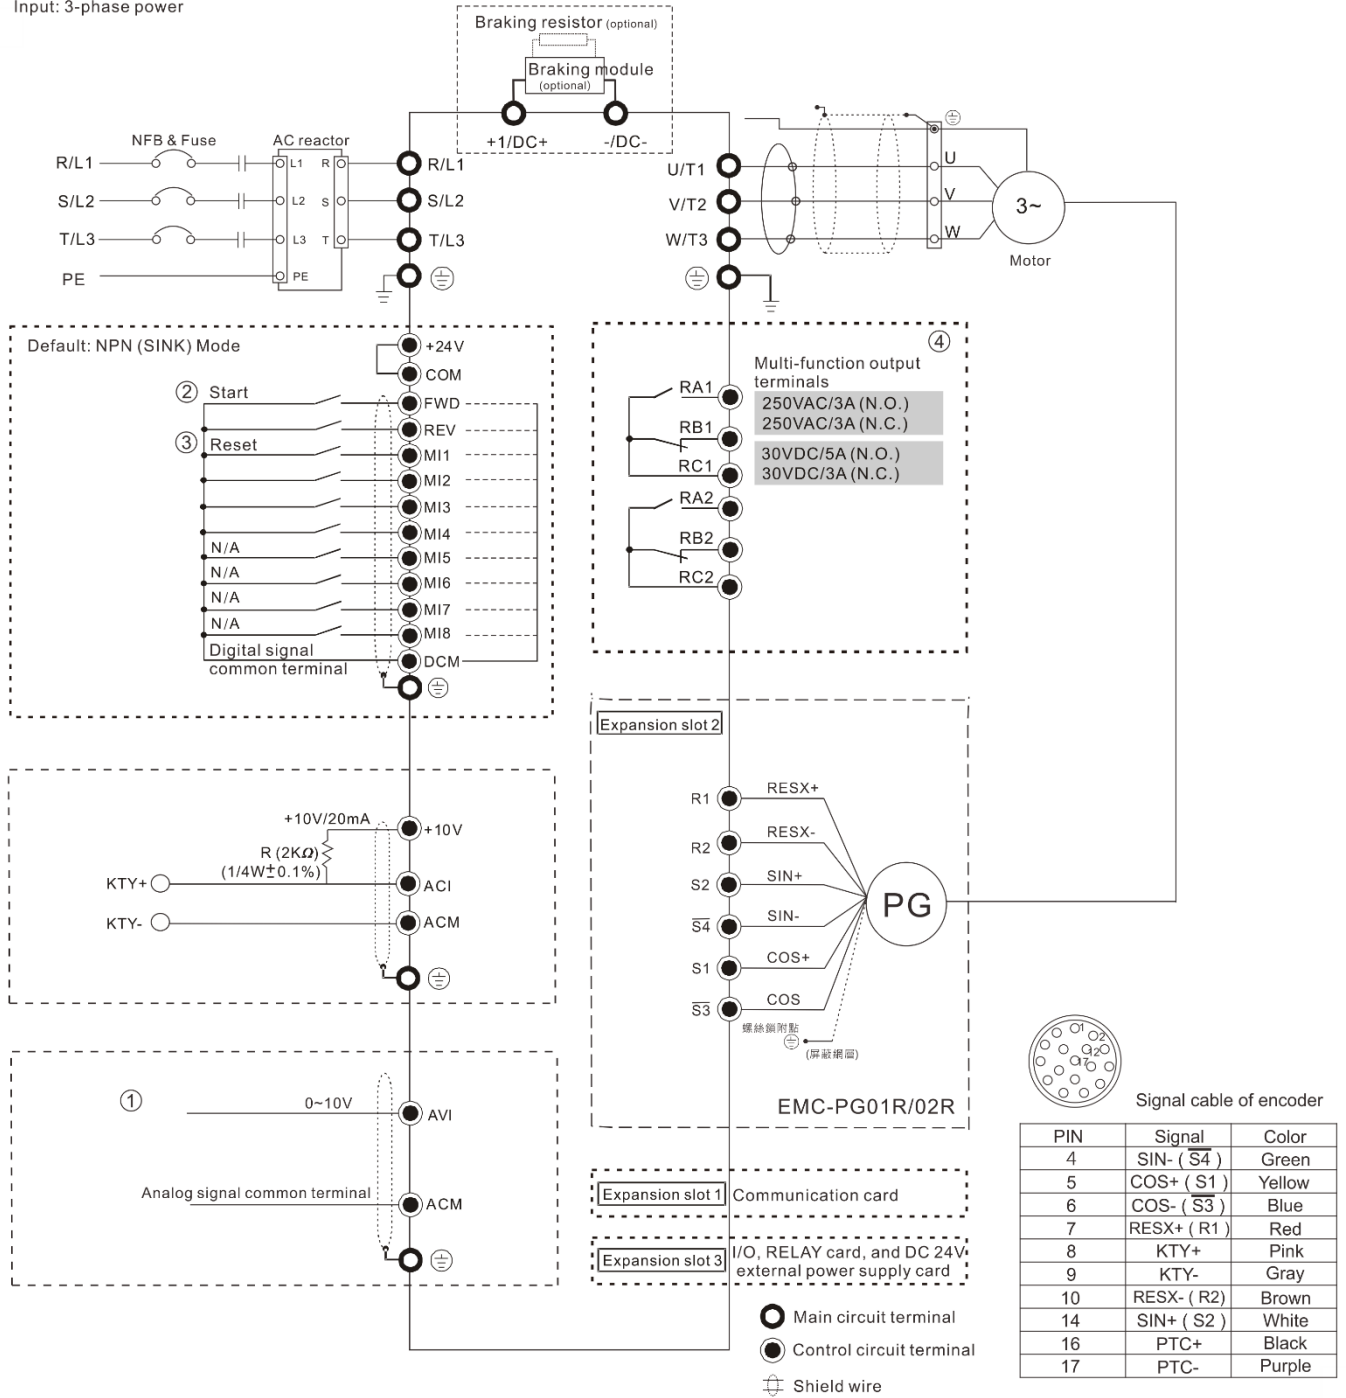 Input: 3-phase power
Braking resistor (optional)
Braking module
(optional)
+1/DC+
-/DC-
NFB & Fuse
AC reactor
R/L1
L1
R
R/L1
S/L2
L2
S
S/L2
T/L3
L3
T
T/L3
PE
PE
U/T1
V/T2
W/T3
U
V
W
3~
Motor
Default: NPN (SINK) Mode
+24V
COM
② Start
FWD
REV
③ Reset
MI1
MI2
MI3
MI4
N/A
MI5
N/A
MI6
N/A
MI7
N/A
MI8
Digital signal
common terminal
DCM
④
Multi-function output
terminals
250VAC/3A (N.O.)
250VAC/3A (N.C.)
30VDC/5A (N.O.)
30VDC/3A (N.C.)
RA1
RB1
RC1
RA2
RB2
RC2
+10V/20mA
+10V
R (2KΩ)
(1/4W±0.1%)
KTY+
ACI
KTY-
ACM
①
0~10V
AVI
Analog signal common terminal
ACM
Expansion slot 2
R1 RESX+
R2 RESX-
S2 SIN+
S4 SIN-
S1 COS+
S3 COS
PG
螺絲鎖附點
(屏蔽網層)
EMC-PG01R/02R
Expansion slot 1 Communication card
Expansion slot 3 I/O, RELAY card, and DC 24V
external power supply card
Main circuit terminal
Control circuit terminal
Shield wire
1
2
12
17
Signal cable of encoder
PIN Signal Color
4 SIN- ( S4 ) Green
5 COS+ ( S1 ) Yellow
6 COS- ( S3 ) Blue
7 RESX+ ( R1 ) Red
8 KTY+ Pink
9 KTY- Gray
10 RESX- ( R2) Brown
14 SIN+ ( S2 ) White
16 PTC+ Black
17 PTC- Purple